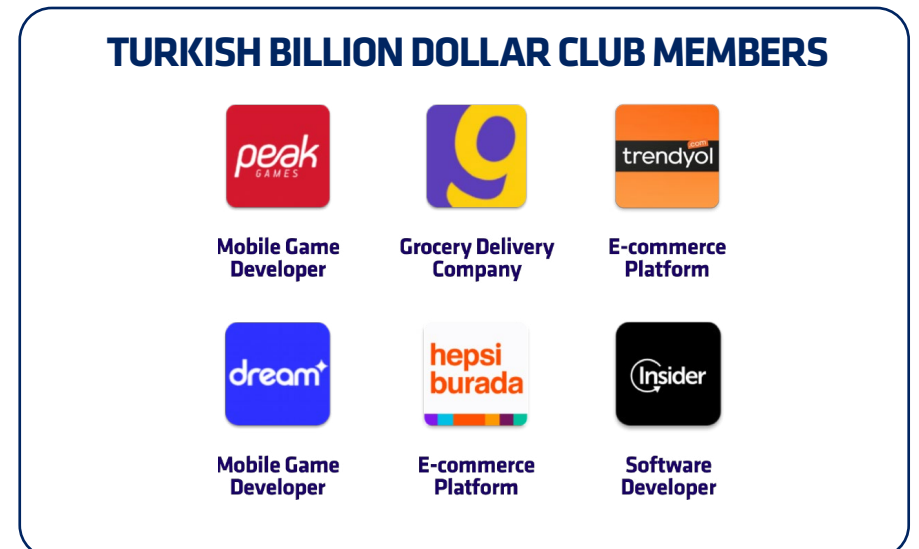 TURKISH BILLION DOLLAR CLUB MEMBERS
peak
GAMES
g
.com
trendyol
Mobile Game
Developer
Grocery Delivery
Company
E-commerce
Platform
dream
hepsi
burada
Insider
Mobile Game
Developer
E-commerce
Platform
Software
Developer